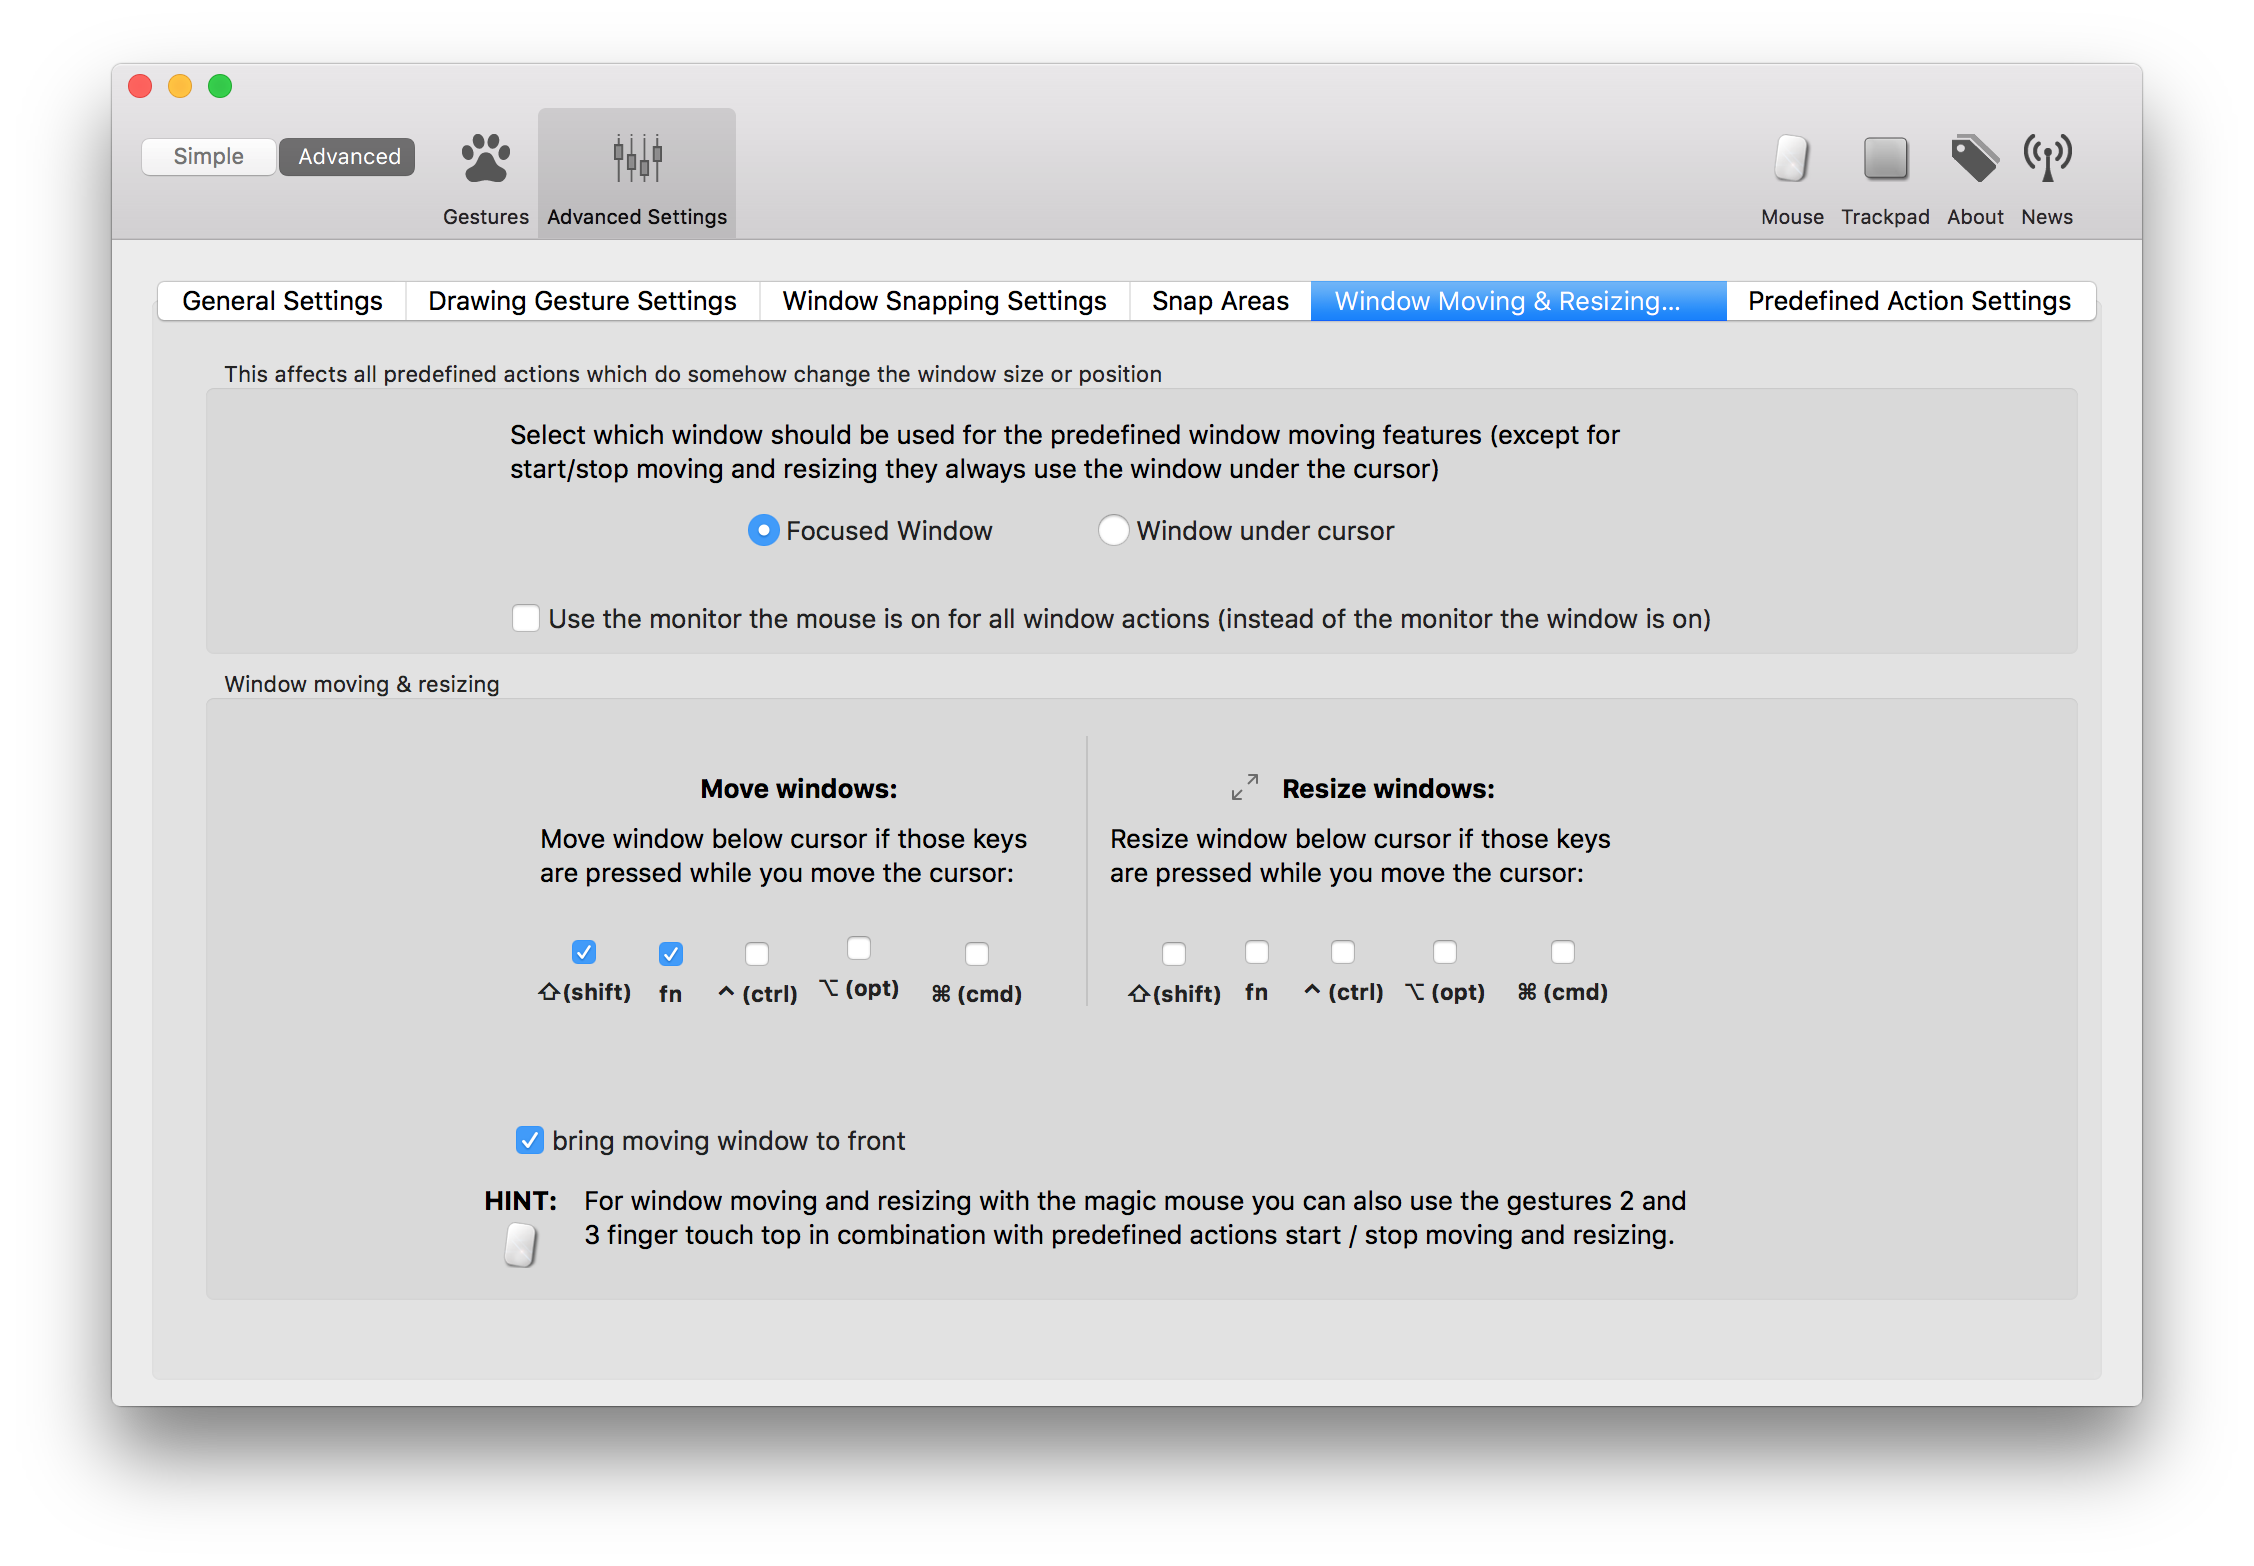 Simple
Advanced
Gestures
Advanced Settings
Mouse
Trackpad
About
News
General Settings
Drawing Gesture Settings
Window Snapping Settings
Snap Areas
Window Moving & Resizing...
Predefined Action Settings
This affects all predefined actions which do somehow change the window size or position
Select which window should be used for the predefined window moving features (except for
start/stop moving and resizing they always use the window under the cursor)
Focused Window
Window under cursor
Use the monitor the mouse is on for all window actions (instead of the monitor the window is on)
Window moving & resizing
Move windows:
Move window below cursor if those keys
are pressed while you move the cursor:
⇧(shift)
fn
^ (ctrl)
⌥ (opt)
⌘ (cmd)
Resize windows:
Resize window below cursor if those keys
are pressed while you move the cursor:
⇧(shift)
fn
^ (ctrl)
⌥ (opt)
⌘ (cmd)
bring moving window to front
HINT:
For window moving and resizing with the magic mouse you can also use the gestures 2 and
3 finger touch top in combination with predefined actions start / stop moving and resizing.